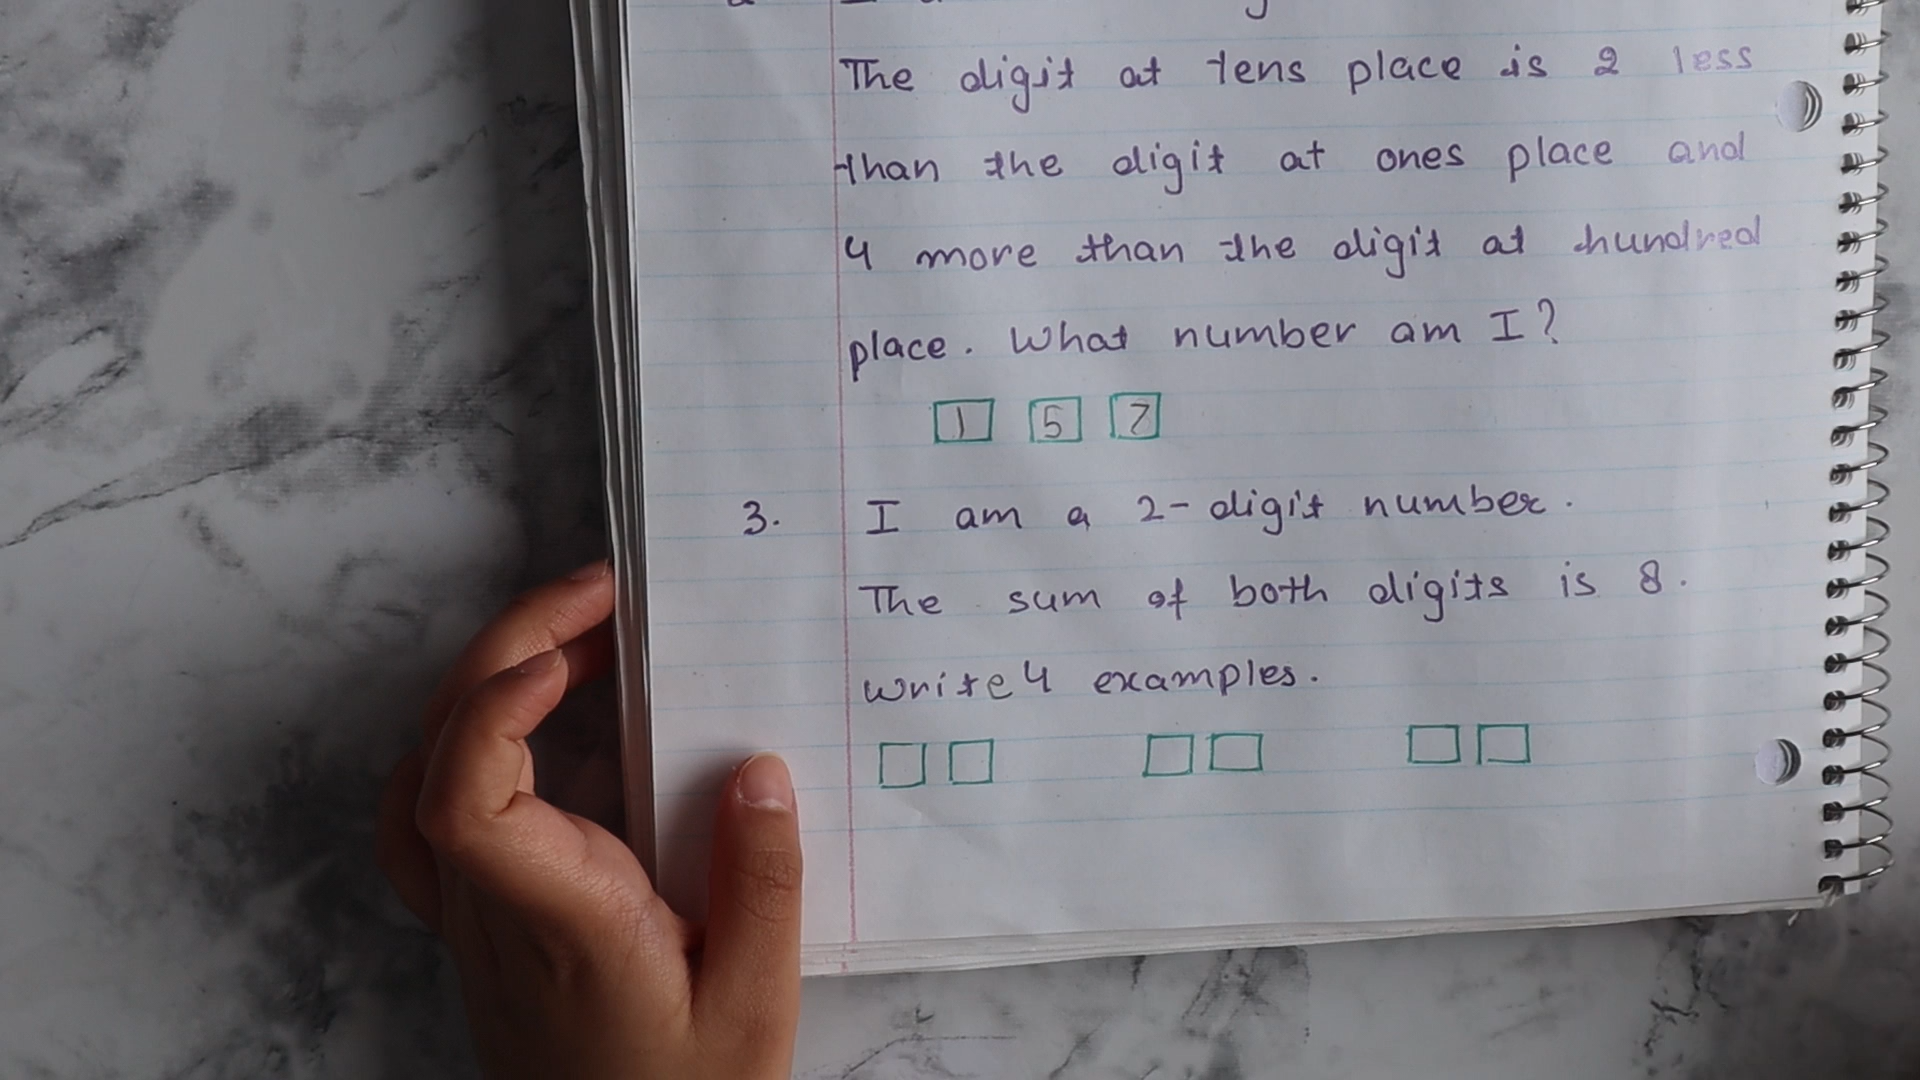 The digit at tens place is 2 less
than the digit at ones place and
4 more than the digit at hundred
place. What number am I?
1 5 7
3. I am a 2-digit number.
The sum of both digits is 8.
write 4 examples.